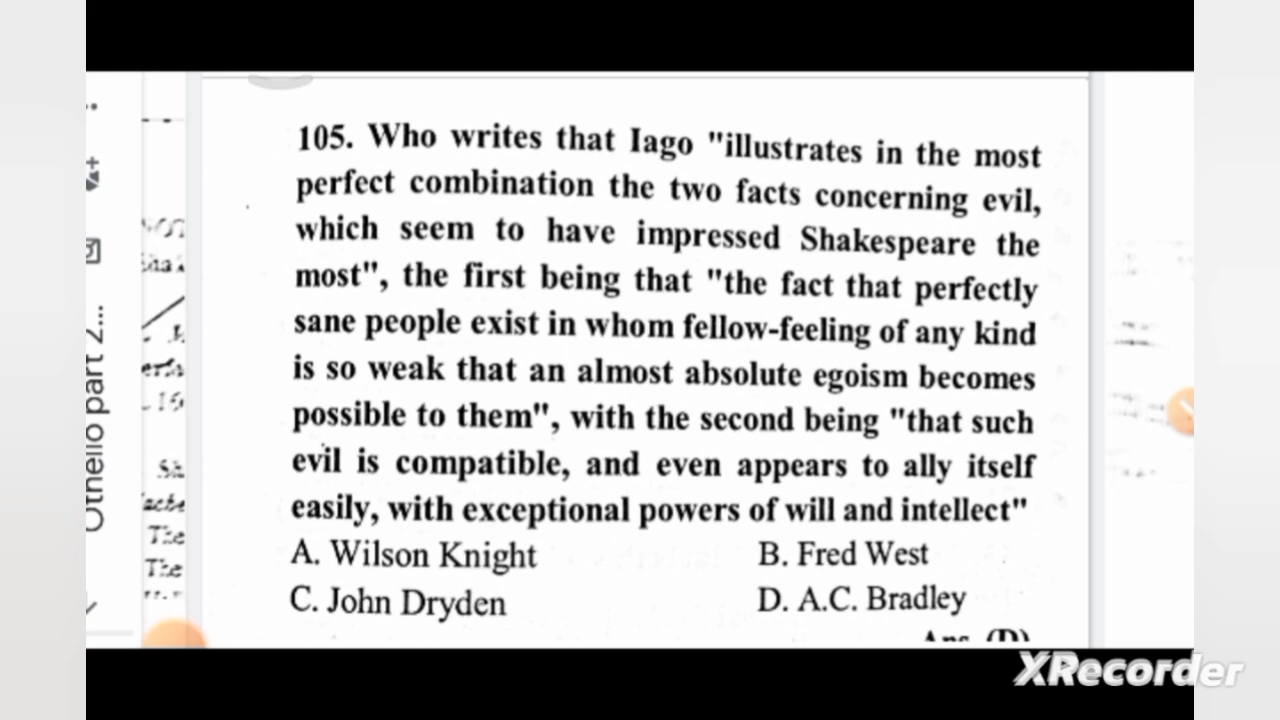 Othello part 2...
105. Who writes that Iago "illustrates in the most
perfect combination the two facts concerning evil,
which seem to have impressed Shakespeare the
most", the first being that "the fact that perfectly
sane people exist in whom fellow-feeling of any kind
is so weak that an almost absolute egoism becomes
possible to them", with the second being "that such
evil is compatible, and even appears to ally itself
easily, with exceptional powers of will and intellect"
A. Wilson Knight B. Fred West
C. John Dryden D. A.C. Bradley
Ans. (D)
The
The
XRecorder